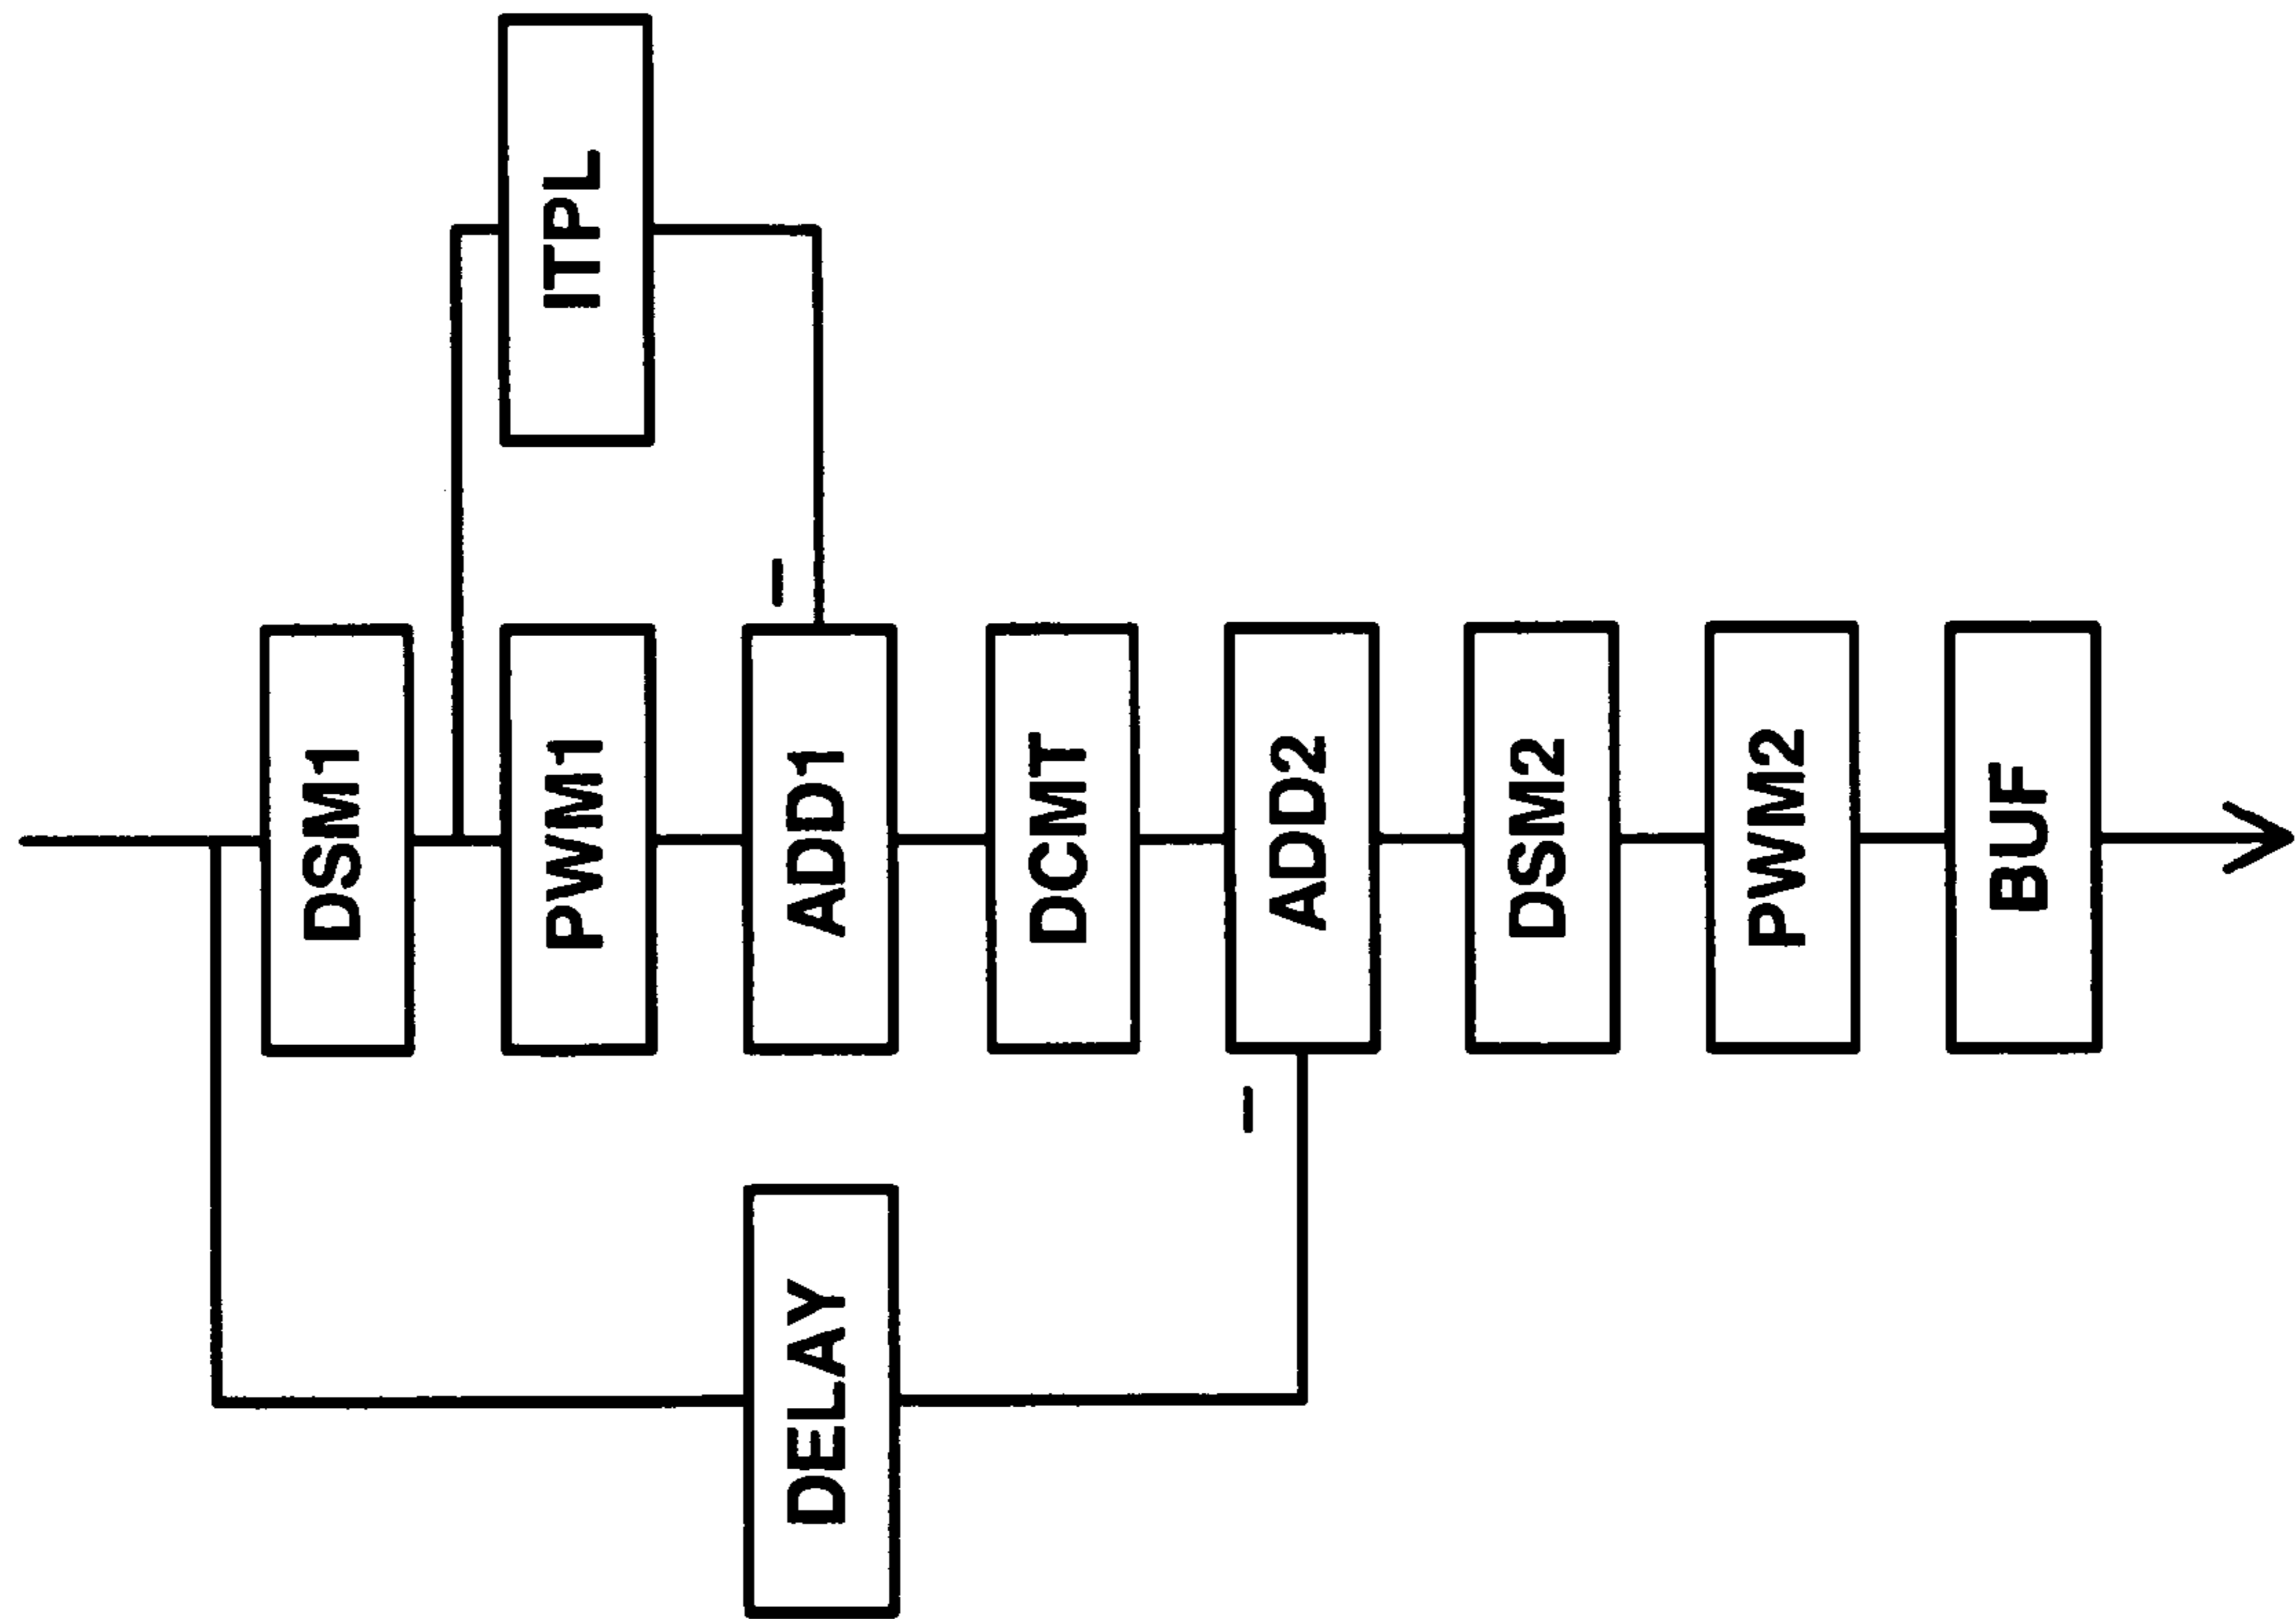 ITPL
DSM1
PWM1
ADD1
DCMT
ADD2
DSM2
PWM2
BUF
DELAY